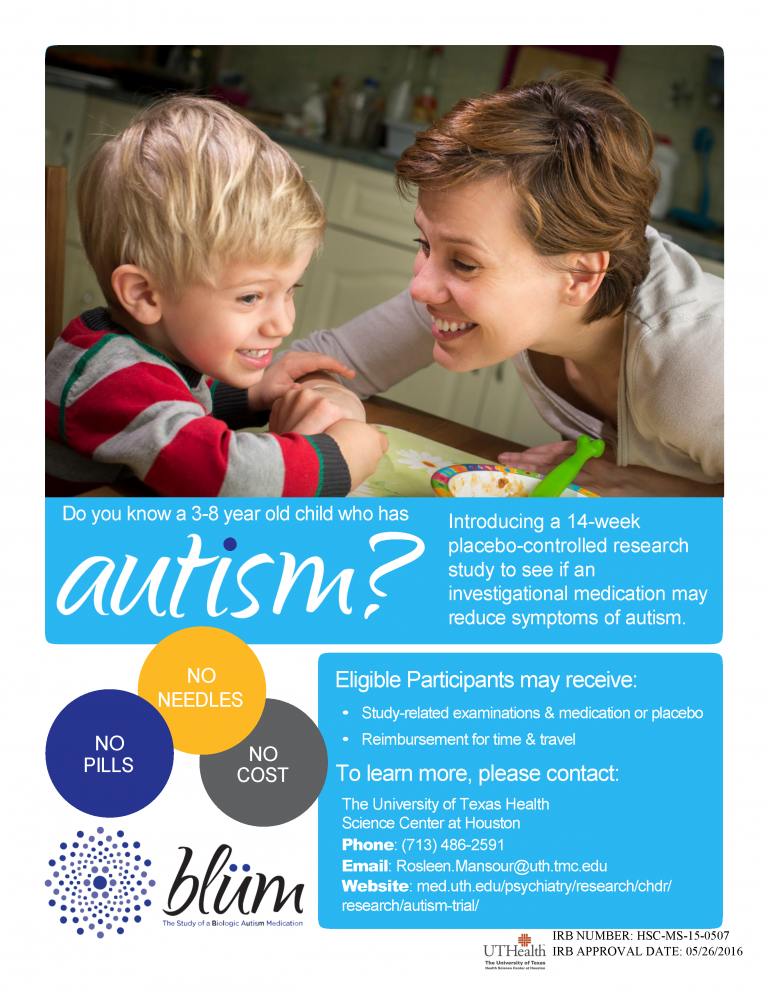 Do you know a 3-8 year old child who has
autism?
Introducing a 14-week
placebo-controlled research
study to see if an
investigational medication may
reduce symptoms of autism.
NO
NEEDLES
NO
PILLS
NO
COST
Eligible Participants may receive:
• Study-related examinations & medication or placebo
• Reimbursement for time & travel
To learn more, please contact:
The University of Texas Health
Science Center at Houston
Phone: (713) 486-2591
Email: Rosleen.Mansour@uth.tmc.edu
Website: med.uth.edu/psychiatry/research/chdr/
research/autism-trial/
blüm
The Study of a Biologic Autism Medication
UTHealth
The University of Texas
Health Science Center at Houston
IRB NUMBER: HSC-MS-15-0507
IRB APPROVAL DATE: 05/26/2016